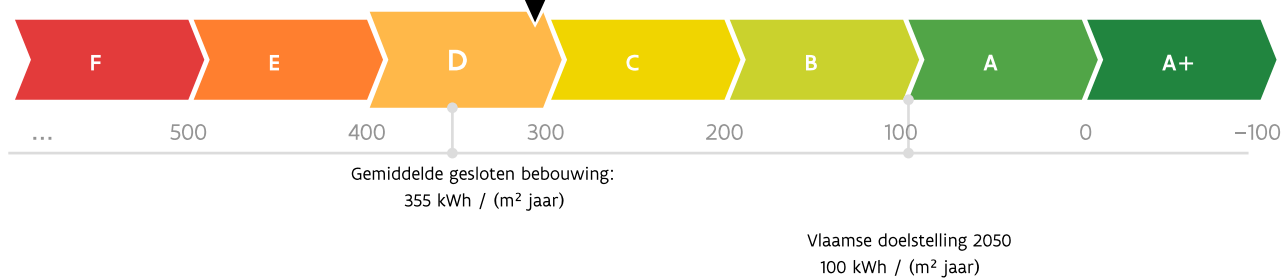 F E D C B A A+
... 500 400 300 200 100 0 −100
Gemiddelde gesloten bebouwing:
355 kWh / (m² jaar)
Vlaamse doelstelling 2050
100 kWh / (m² jaar)